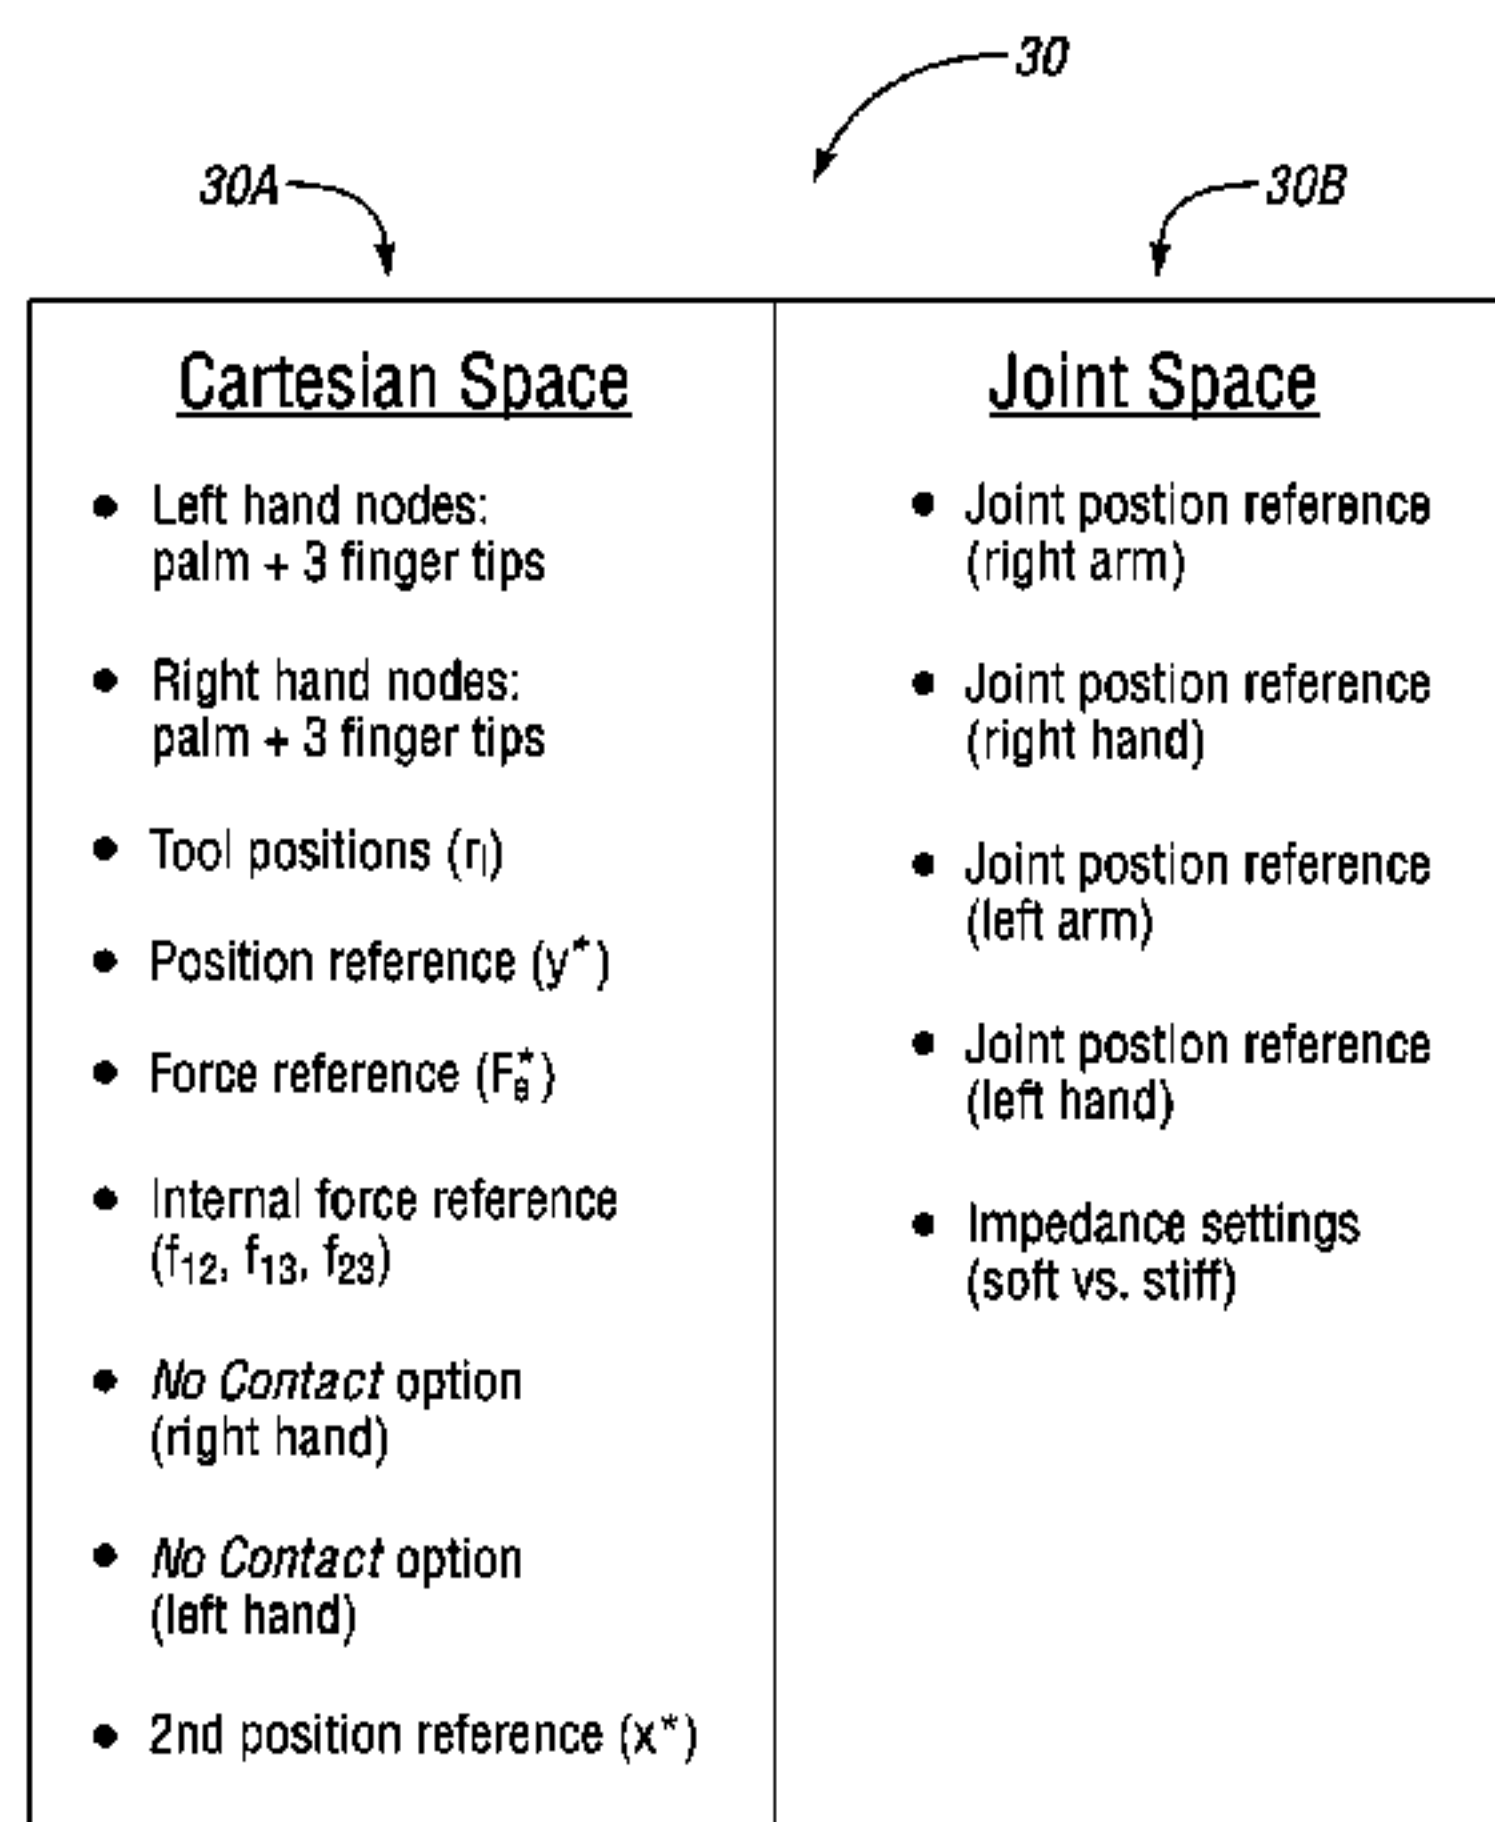 30
30A
30B
Cartesian Space
● Left hand nodes:
palm + 3 finger tips
● Right hand nodes:
palm + 3 finger tips
● Tool positions (rᵢ)
● Position reference (y*)
● Force reference (Fₑ*)
● Internal force reference
(f₁₂, f₁₃, f₂₃)
● No Contact option
(right hand)
● No Contact option
(left hand)
● 2nd position reference (x*)
Joint Space
● Joint postion reference
(right arm)
● Joint postion reference
(right hand)
● Joint postion reference
(left arm)
● Joint postion reference
(left hand)
● Impedance settings
(soft vs. stiff)